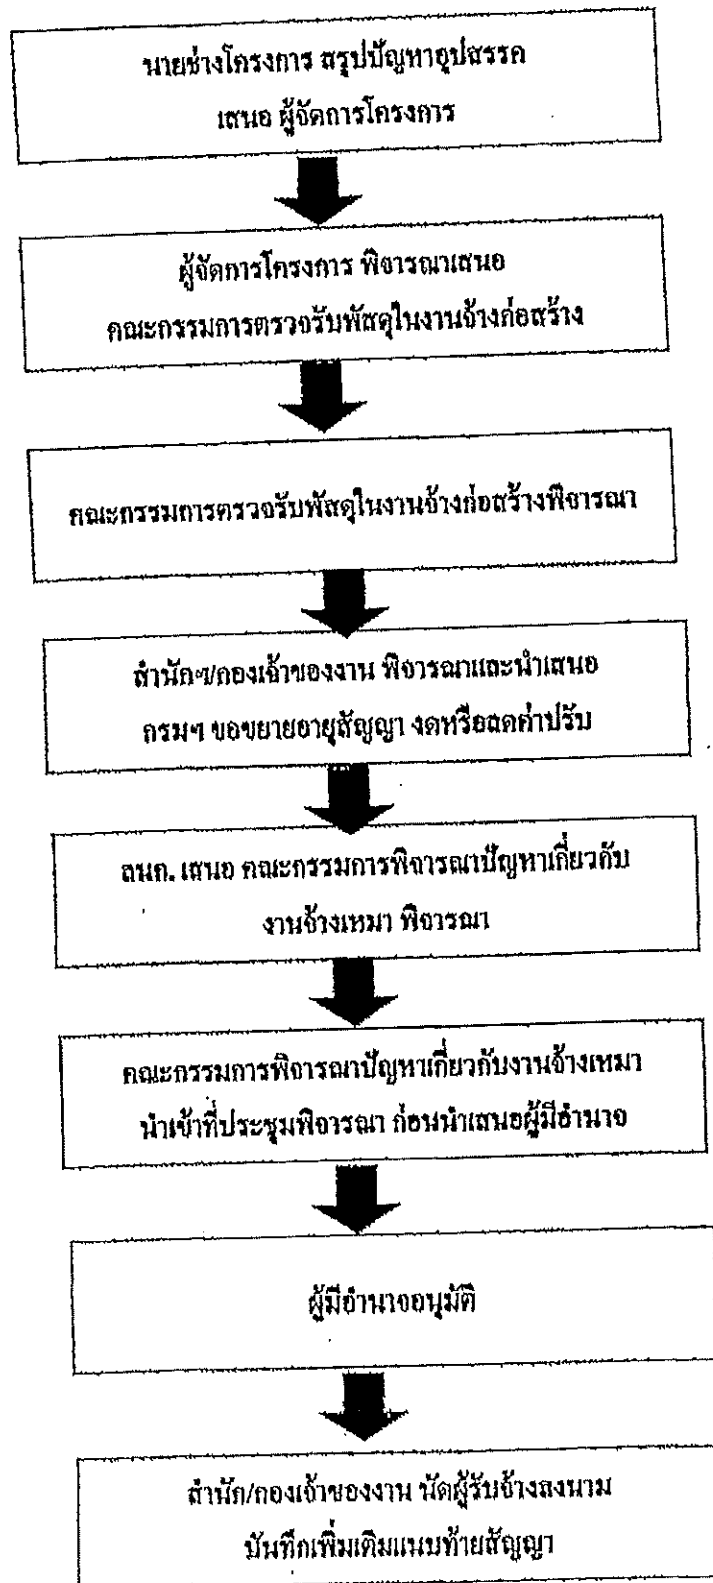 นายช่างโครงการ สรุปปัญหาอุปสรรค
เสนอ ผู้จัดการโครงการ
ผู้จัดการโครงการ พิจารณาเสนอ
คณะกรรมการตรวจรับพัสดุในงานจ้างก่อสร้าง
คณะกรรมการตรวจรับพัสดุในงานจ้างก่อสร้างพิจารณา
สำนักฯ/กองเจ้าของงาน พิจารณาและนำเสนอ
กรมฯ ขอขยายอายุสัญญา งดหรือลดค่าปรับ
ลนก. เสนอ คณะกรรมการพิจารณาปัญหาเกี่ยวกับ
งานจ้างเหมา พิจารณา
คณะกรรมการพิจารณาปัญหาเกี่ยวกับงานจ้างเหมา
นำเข้าที่ประชุมพิจารณา ก่อนนำเสนอผู้มีอำนาจ
ผู้มีอำนาจอนุมัติ
สำนัก/กองเจ้าของงาน นัดผู้รับจ้างลงนาม
บันทึกเพิ่มเติมแนบท้ายสัญญา